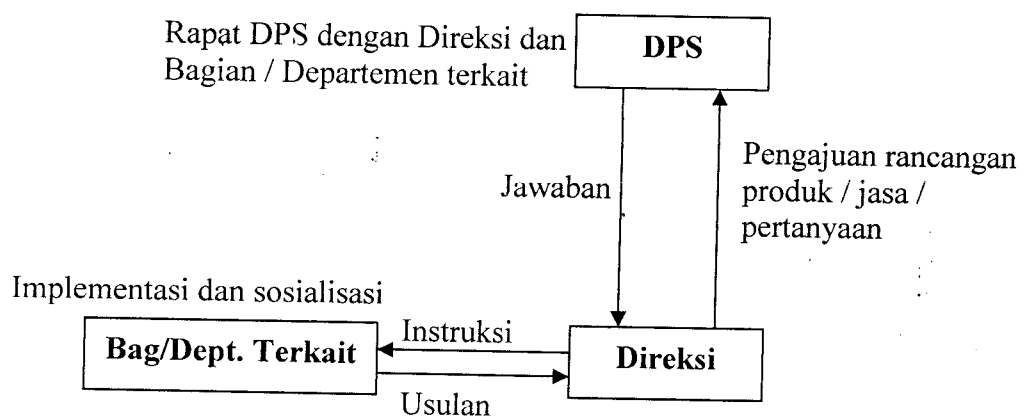 Rapat DPS dengan Direksi dan
Bagian / Departemen terkait
DPS
Jawaban
Pengajuan rancangan
produk / jasa /
pertanyaan
Implementasi dan sosialisasi
Bag/Dept. Terkait
Instruksi
Usulan
Direksi